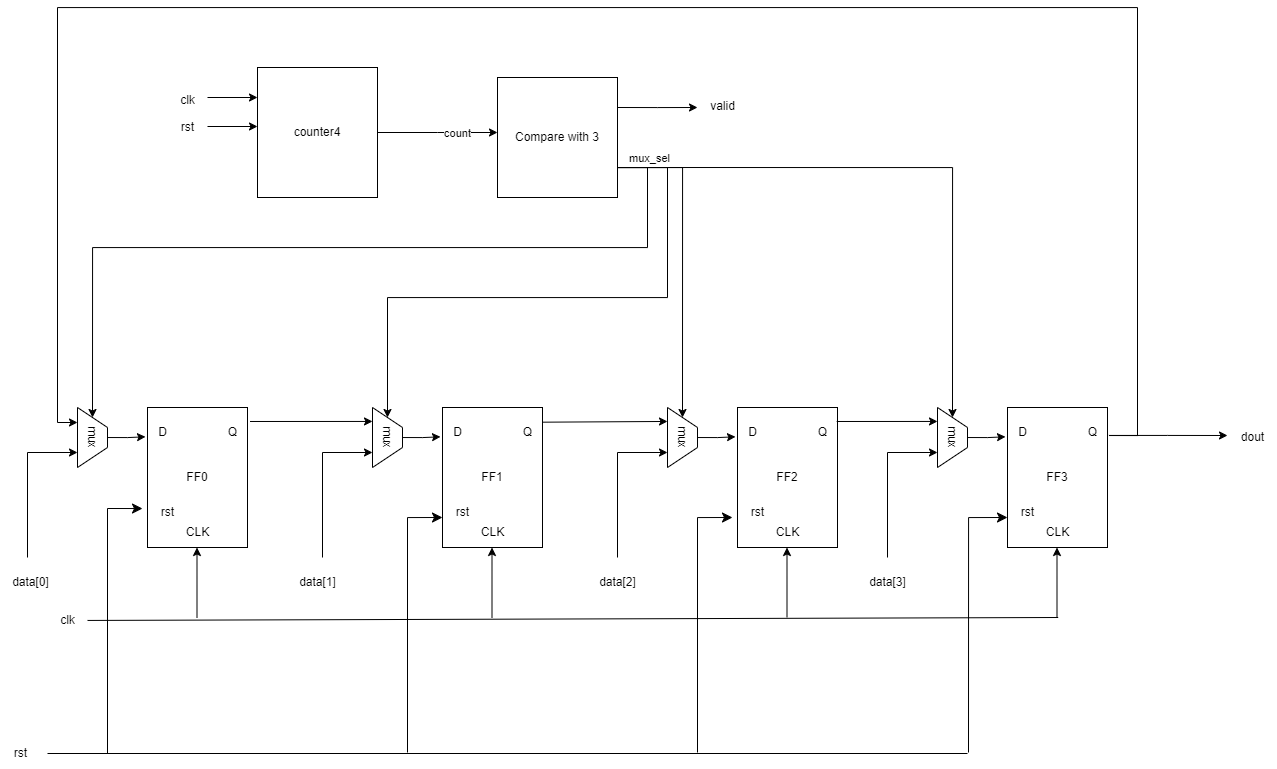 clk
rst
counter4
count
Compare with 3
valid
mux_sel
mux
D
Q
FF0
rst
CLK
mux
D
Q
FF1
rst
CLK
mux
D
Q
FF2
rst
CLK
mux
D
Q
FF3
rst
CLK
dout
data[0]
data[1]
data[2]
data[3]
clk
rst